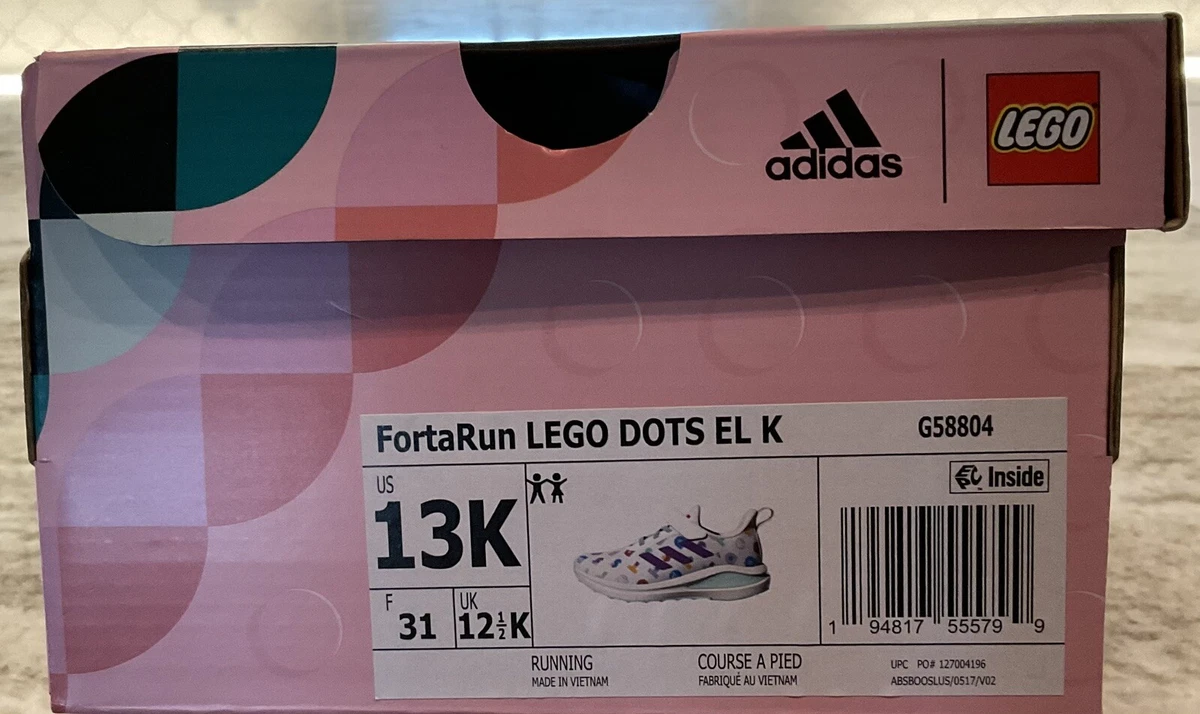 adidas
LEGO
FortaRun LEGO DOTS EL K
G58804
US
13K
F
31
UK
12½K
Inside
1 94817 55579 9
RUNNING
MADE IN VIETNAM
COURSE A PIED
FABRIQUÉ AU VIETNAM
UPC PO# 127004196
ABSBOOSLUS/0517/V02